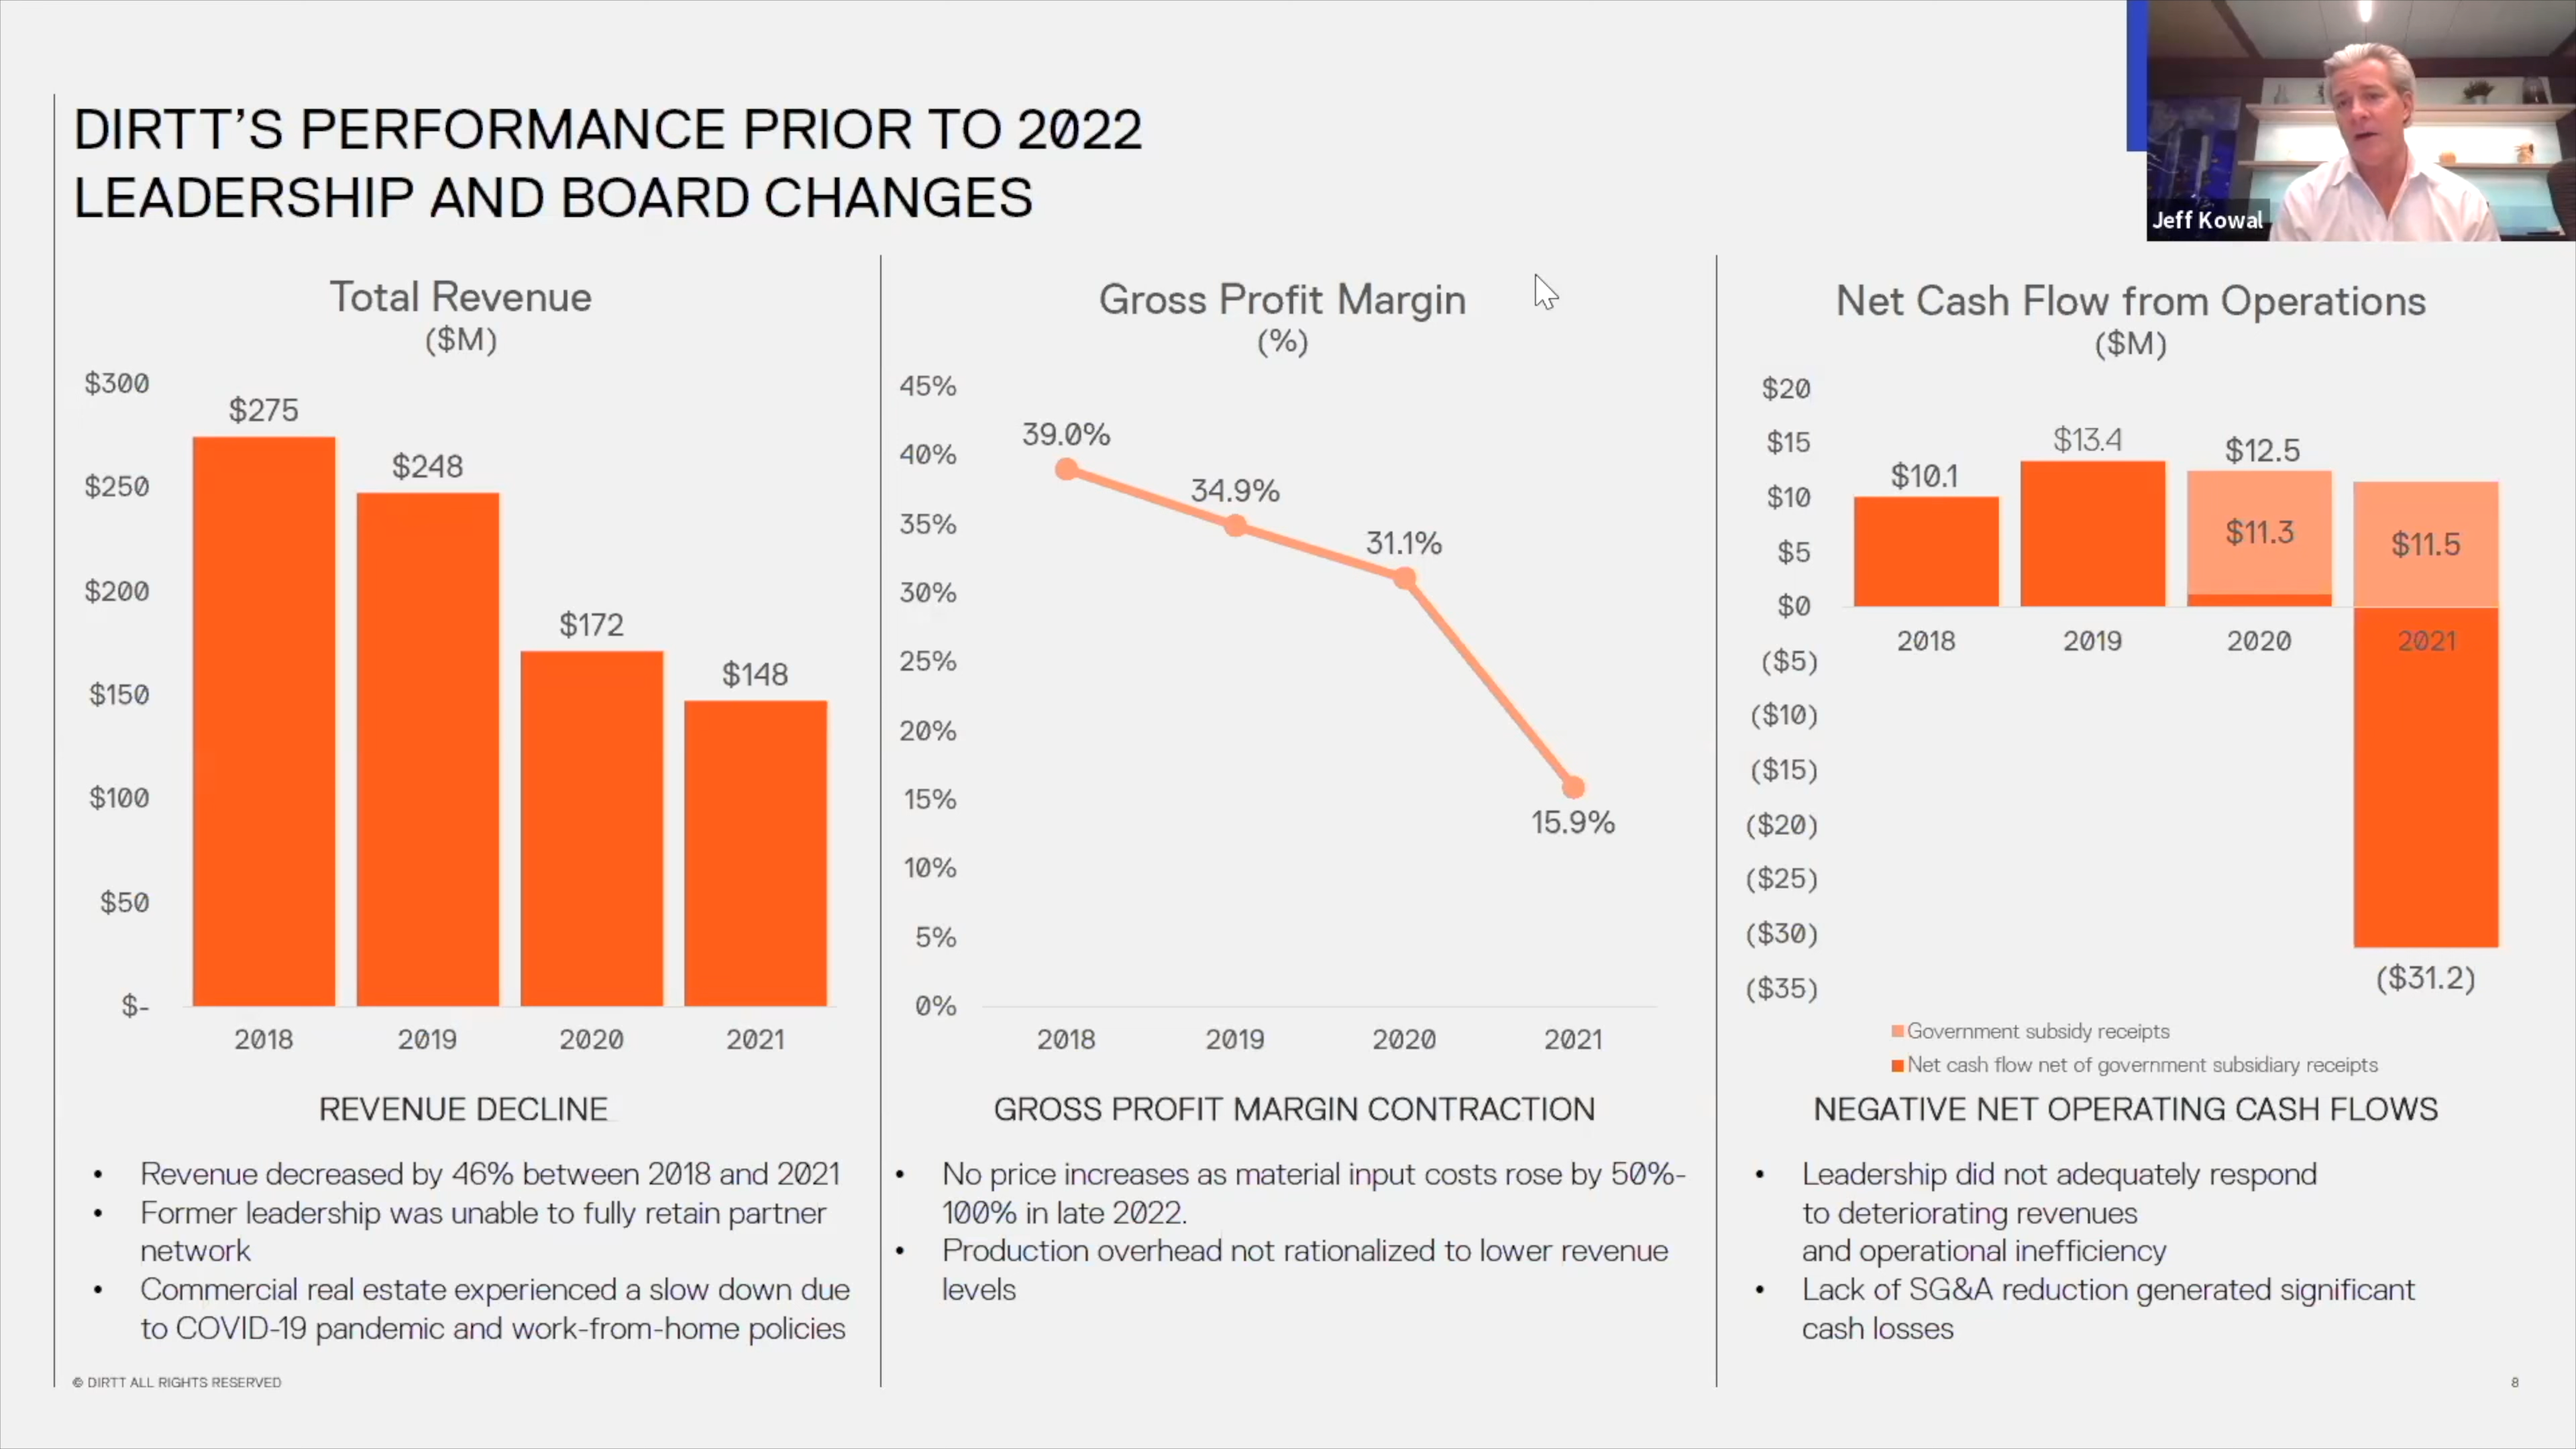 DIRTT'S PERFORMANCE PRIOR TO 2022
LEADERSHIP AND BOARD CHANGES
Jeff Kowal
Total Revenue
($M)
$300
$250
$200
$150
$100
$50
$-
$275
$248
$172
$148
2018 2019 2020 2021
REVENUE DECLINE
• Revenue decreased by 46% between 2018 and 2021
• Former leadership was unable to fully retain partner
network
• Commercial real estate experienced a slow down due
to COVID-19 pandemic and work-from-home policies
Gross Profit Margin
(%)
45%
40%
35%
30%
25%
20%
15%
10%
5%
0%
39.0%
34.9%
31.1%
15.9%
2018 2019 2020 2021
GROSS PROFIT MARGIN CONTRACTION
• No price increases as material input costs rose by 50%-
100% in late 2022.
• Production overhead not rationalized to lower revenue
levels
Net Cash Flow from Operations
($M)
$20
$15
$10
$5
$0
($5)
($10)
($15)
($20)
($25)
($30)
($35)
$10.1
$13.4
$12.5
$11.3
$11.5
2018 2019 2020 2021
($31.2)
Government subsidy receipts
Net cash flow net of government subsidiary receipts
NEGATIVE NET OPERATING CASH FLOWS
• Leadership did not adequately respond
to deteriorating revenues
and operational inefficiency
• Lack of SG&A reduction generated significant
cash losses
© DIRTT ALL RIGHTS RESERVED
8